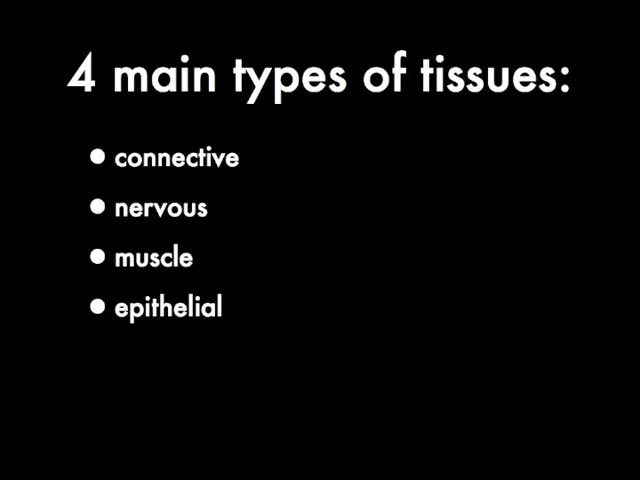 4 main types of tissues:
• connective
• nervous
• muscle
• epithelial